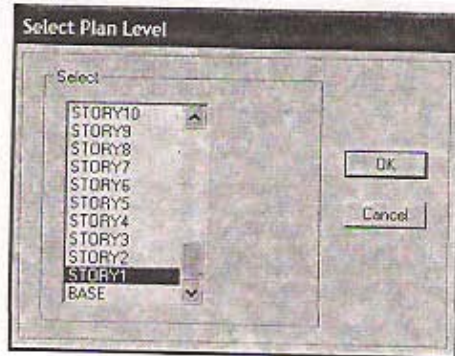 Select Plan Level
Select
STORY10
STORY9
STORY8
STORY7
STORY6
STORY5
STORY4
STORY3
STORY2
STORY1
BASE
OK
Cancel